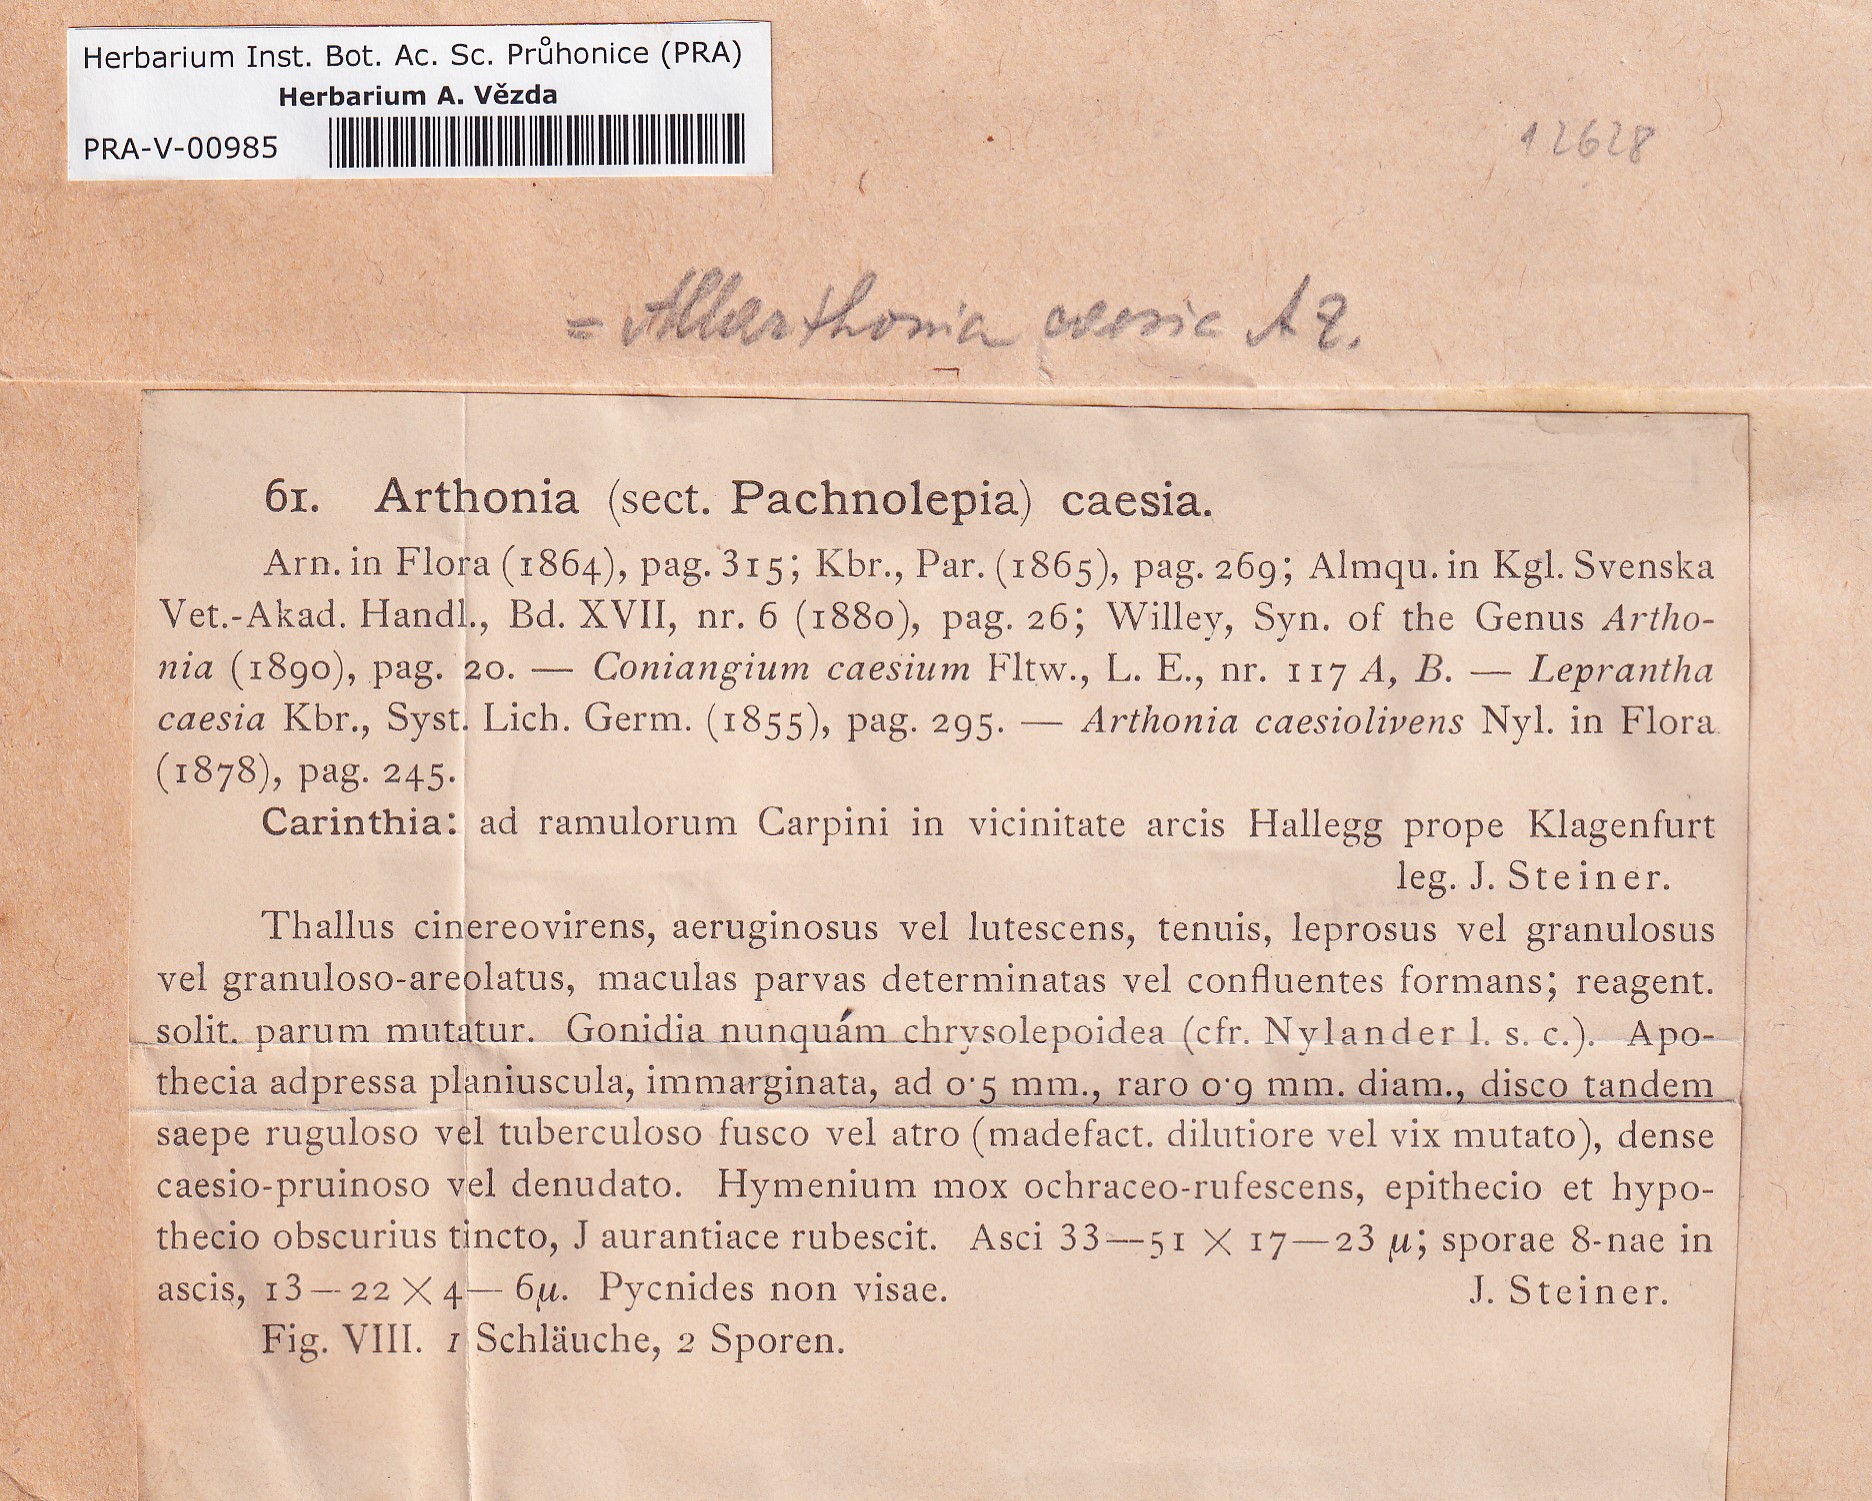 Herbarium Inst. Bot. Ac. Sc. Průhonice (PRA)
Herbarium A. Vězda
PRA-V-00985
12628
= Allarthonia caesia AZ.
61. Arthonia (sect. Pachnolepia) caesia.
Arn. in Flora (1864), pag. 315; Kbr., Par. (1865), pag. 269; Almqu. in Kgl. Svenska
Vet.-Akad. Handl., Bd. XVII, nr. 6 (1880), pag. 26; Willey, Syn. of the Genus Artho-
nia (1890), pag. 20. — Coniangium caesium Fltw., L. E., nr. 117 A, B. — Leprantha
caesia Kbr., Syst. Lich. Germ. (1855), pag. 295. — Arthonia caesiolivens Nyl. in Flora
(1878), pag. 245.
Carinthia: ad ramulorum Carpini in vicinitate arcis Hallegg prope Klagenfurt
leg. J. Steiner.
Thallus cinereovirens, aeruginosus vel lutescens, tenuis, leprosus vel granulosus
vel granuloso-areolatus, maculas parvas determinatas vel confluentes formans; reagent.
solit. parum mutatur. Gonidia nunquám chrysolepoidea (cfr. Nylander l. s. c.). Apo-
thecia adpressa planiuscula, immarginata, ad 0·5 mm., raro 0·9 mm. diam., disco tandem
saepe ruguloso vel tuberculoso fusco vel atro (madefact. dilutiore vel vix mutato), dense
caesio-pruinoso vel denudato. Hymenium mox ochraceo-rufescens, epithecio et hypo-
thecio obscurius tincto, J aurantiace rubescit. Asci 33—51 × 17—23 μ; sporae 8-nae in
ascis, 13—22 × 4—6μ. Pycnides non visae. J. Steiner.
Fig. VIII. 1 Schläuche, 2 Sporen.